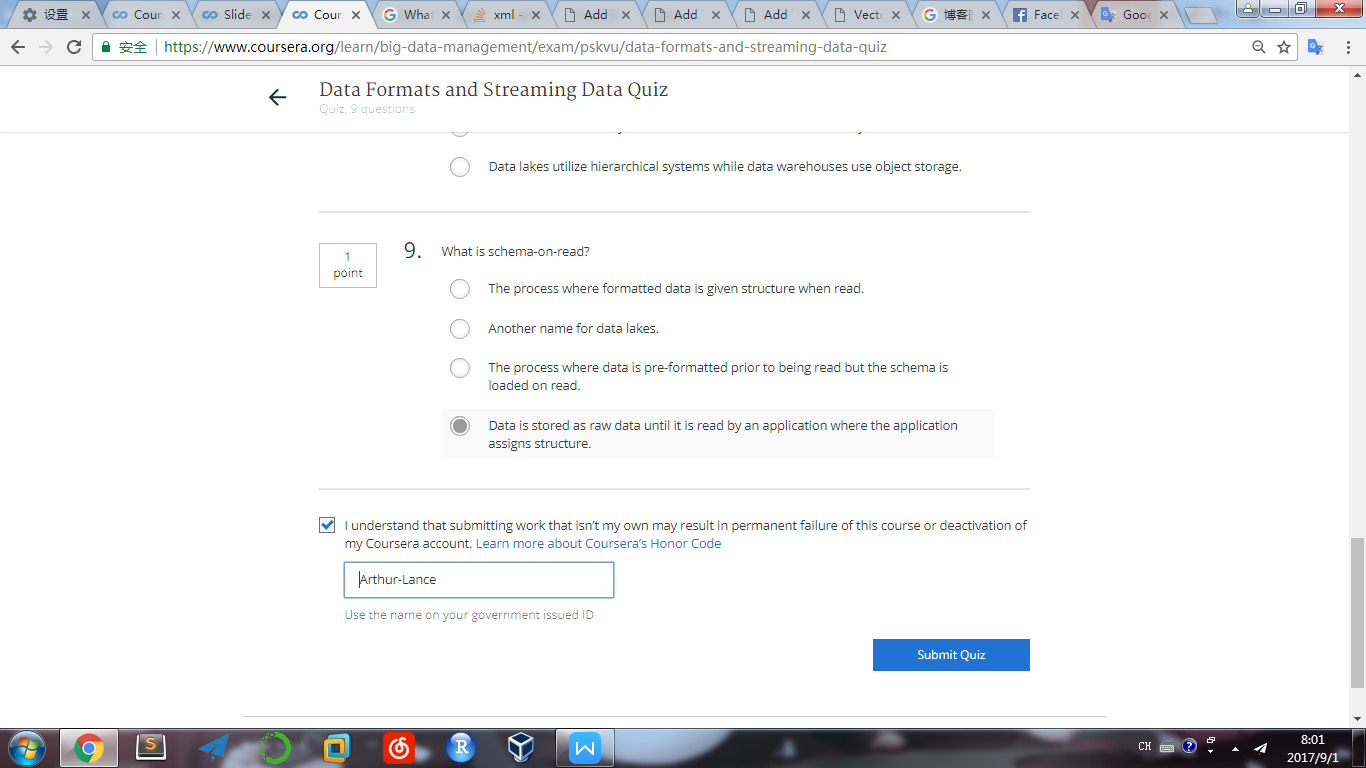 设置
Cour
Slide
Cour
What
xml -
Add
Add
Add
Vect
博客
Face
Goog
安全
https://www.coursera.org/learn/big-data-management/exam/pskvu/data-formats-and-streaming-data-quiz
Data Formats and Streaming Data Quiz
Quiz, 9 questions
Data lakes utilize hierarchical systems while data warehouses use object storage.
1
point
9.
What is schema-on-read?
The process where formatted data is given structure when read.
Another name for data lakes.
The process where data is pre-formatted prior to being read but the schema is
loaded on read.
Data is stored as raw data until it is read by an application where the application
assigns structure.
I understand that submitting work that isn't my own may result in permanent failure of this course or deactivation of
my Coursera account. Learn more about Coursera's Honor Code
Arthur-Lance
Use the name on your government issued ID
Submit Quiz
CH
8:01
2017/9/1